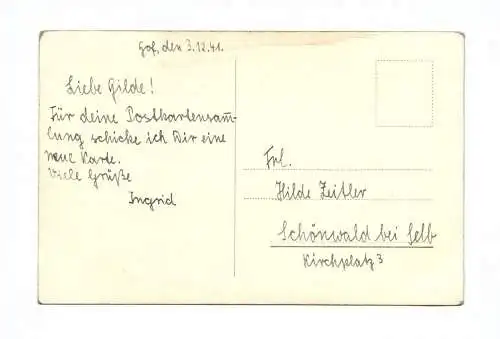 Hof, den 3.12.41.
Liebe Hilde!
Für deine Postkartensam-
lung schicke ich Dir eine
neue Karte.
Viele Grüße
Ingrid
Frl.
Hilde Zeitler
Schönwald bei Selb
Kirchplatz 3